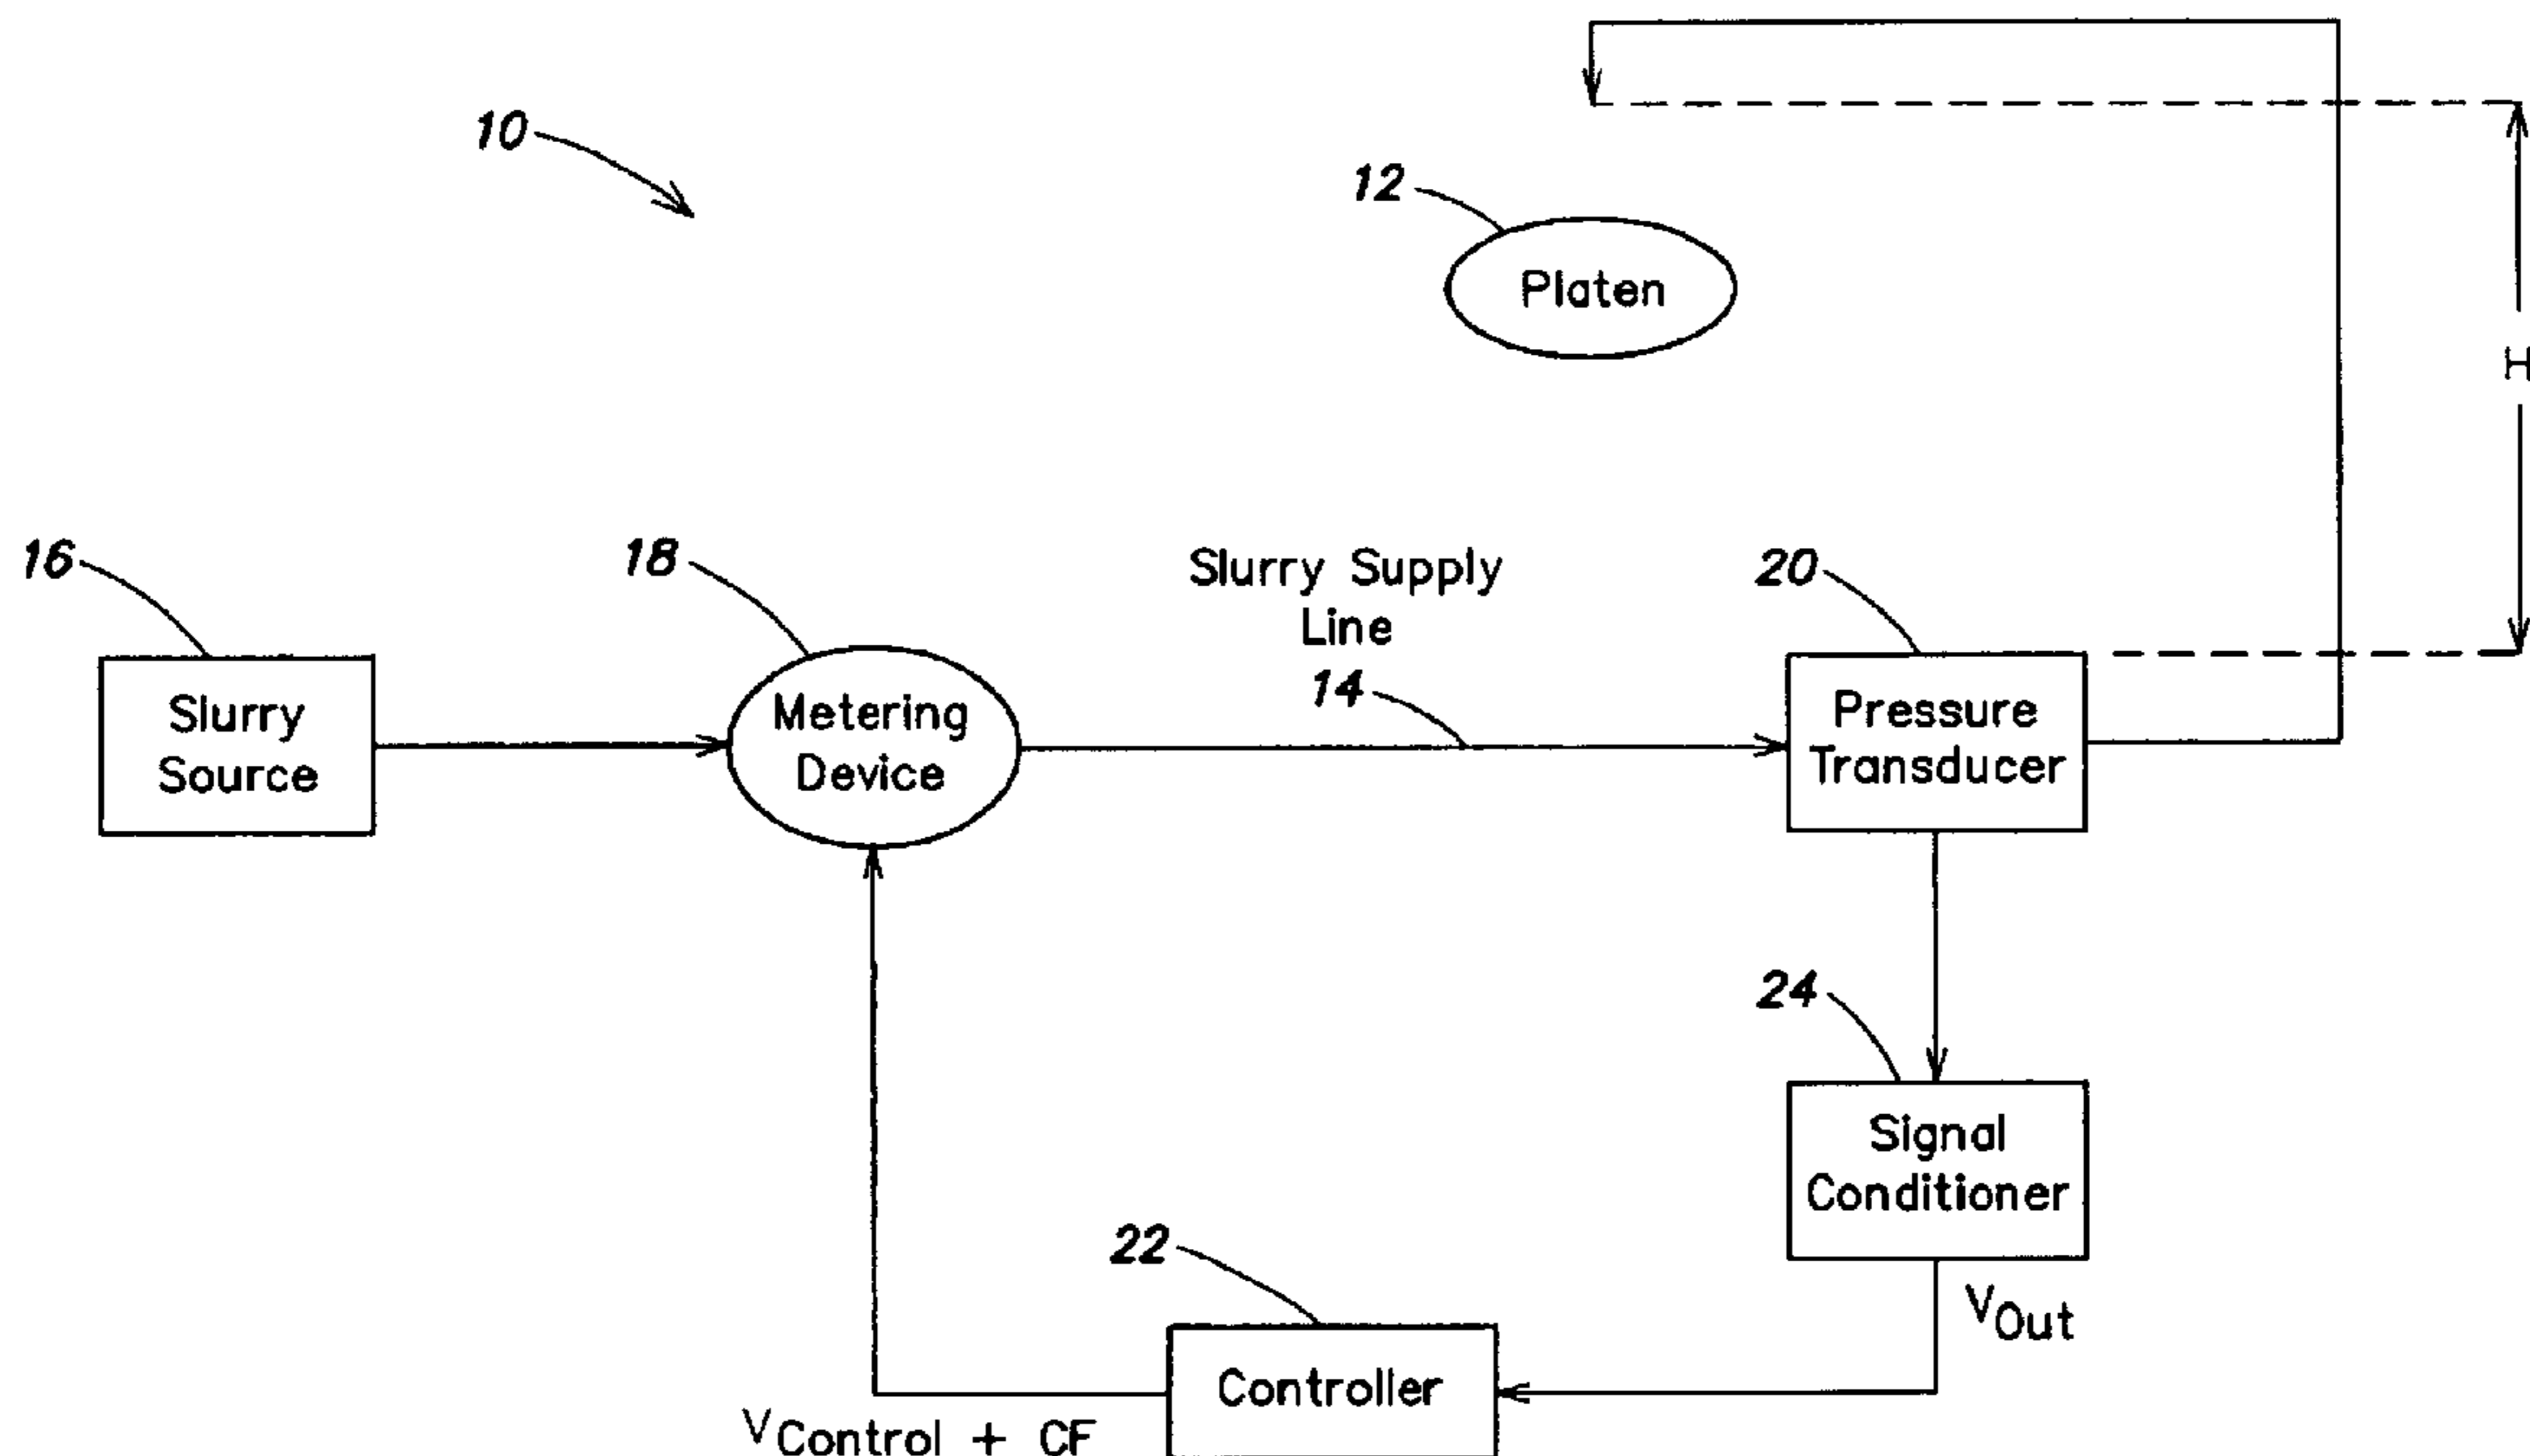 10
12
Platen
H
16
18
Slurry Supply
Line
14
20
Slurry
Source
Metering
Device
Pressure
Transducer
24
Signal
Conditioner
22
VOut
Controller
VControl + CF